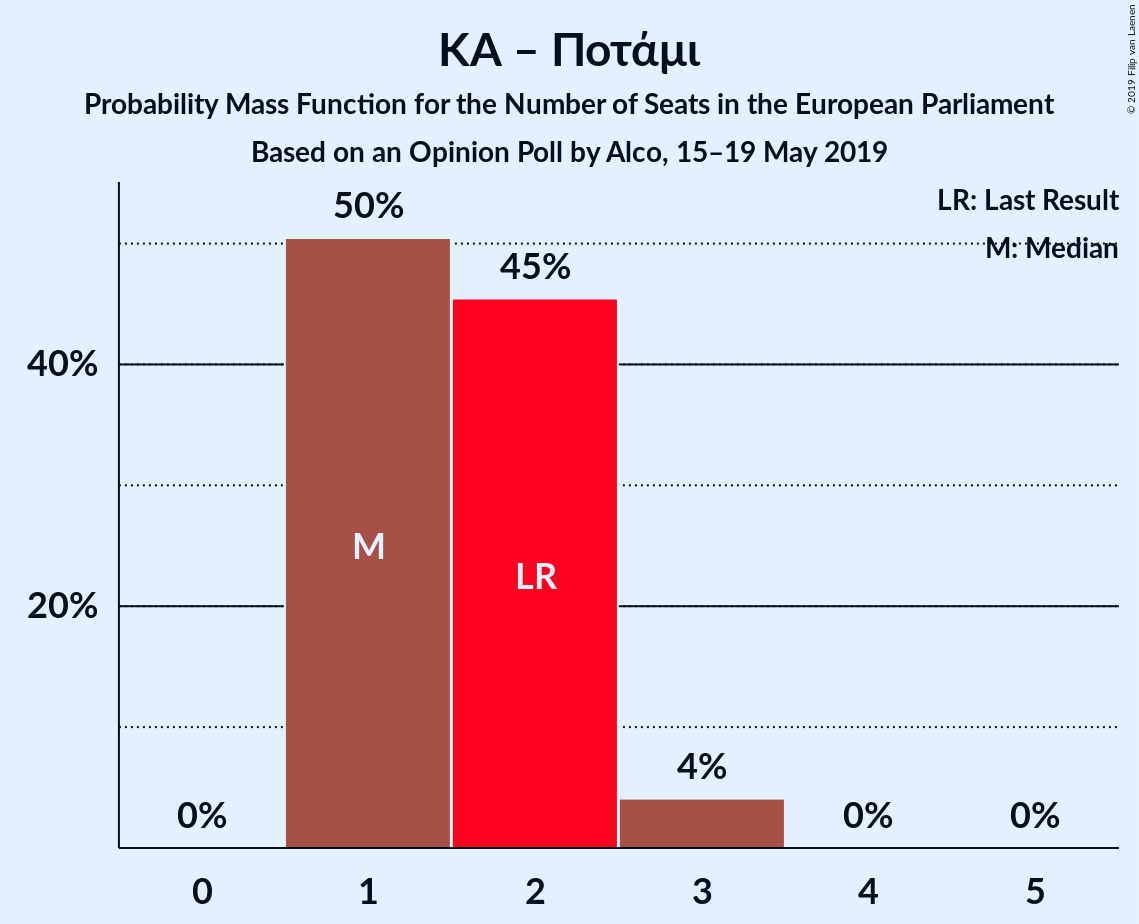 ΚΑ – Ποτάμι
Probability Mass Function for the Number of Seats in the European Parliament
Based on an Opinion Poll by Alco, 15–19 May 2019
© 2019 Filip van Laenen
LR: Last Result
M: Median
50%
45%
40%
20%
M
LR
0%
4%
0%
0%
0
1
2
3
4
5